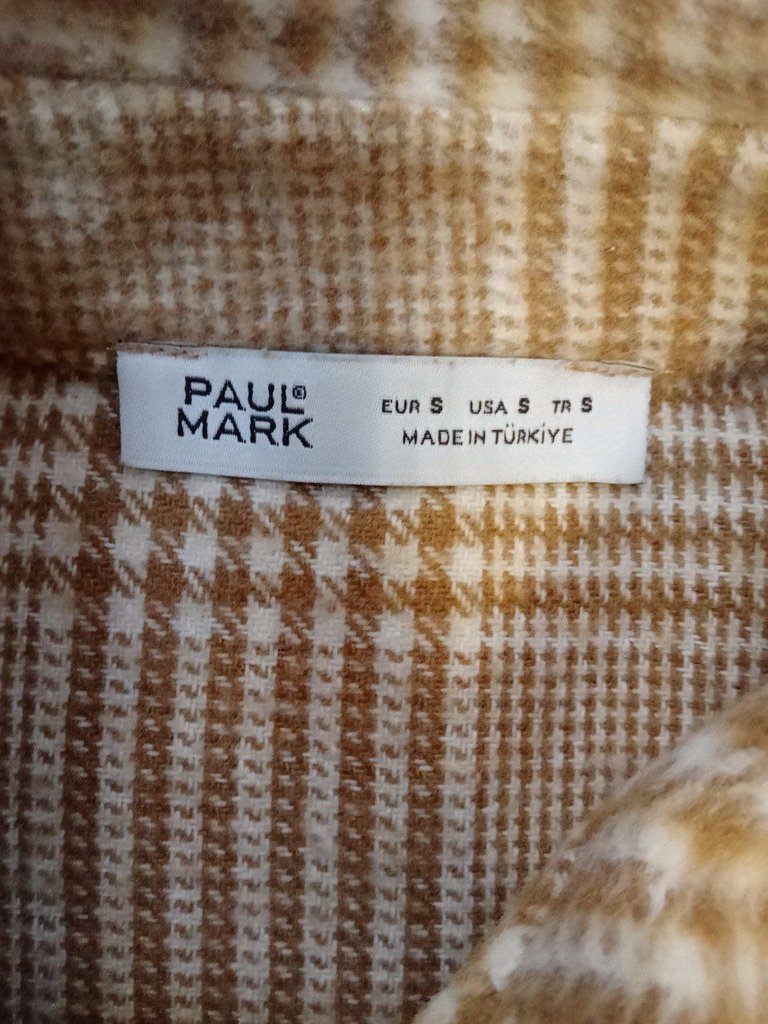 PAUL®
MARK
EUR S USA S TR S
MADE IN TÜRKİYE